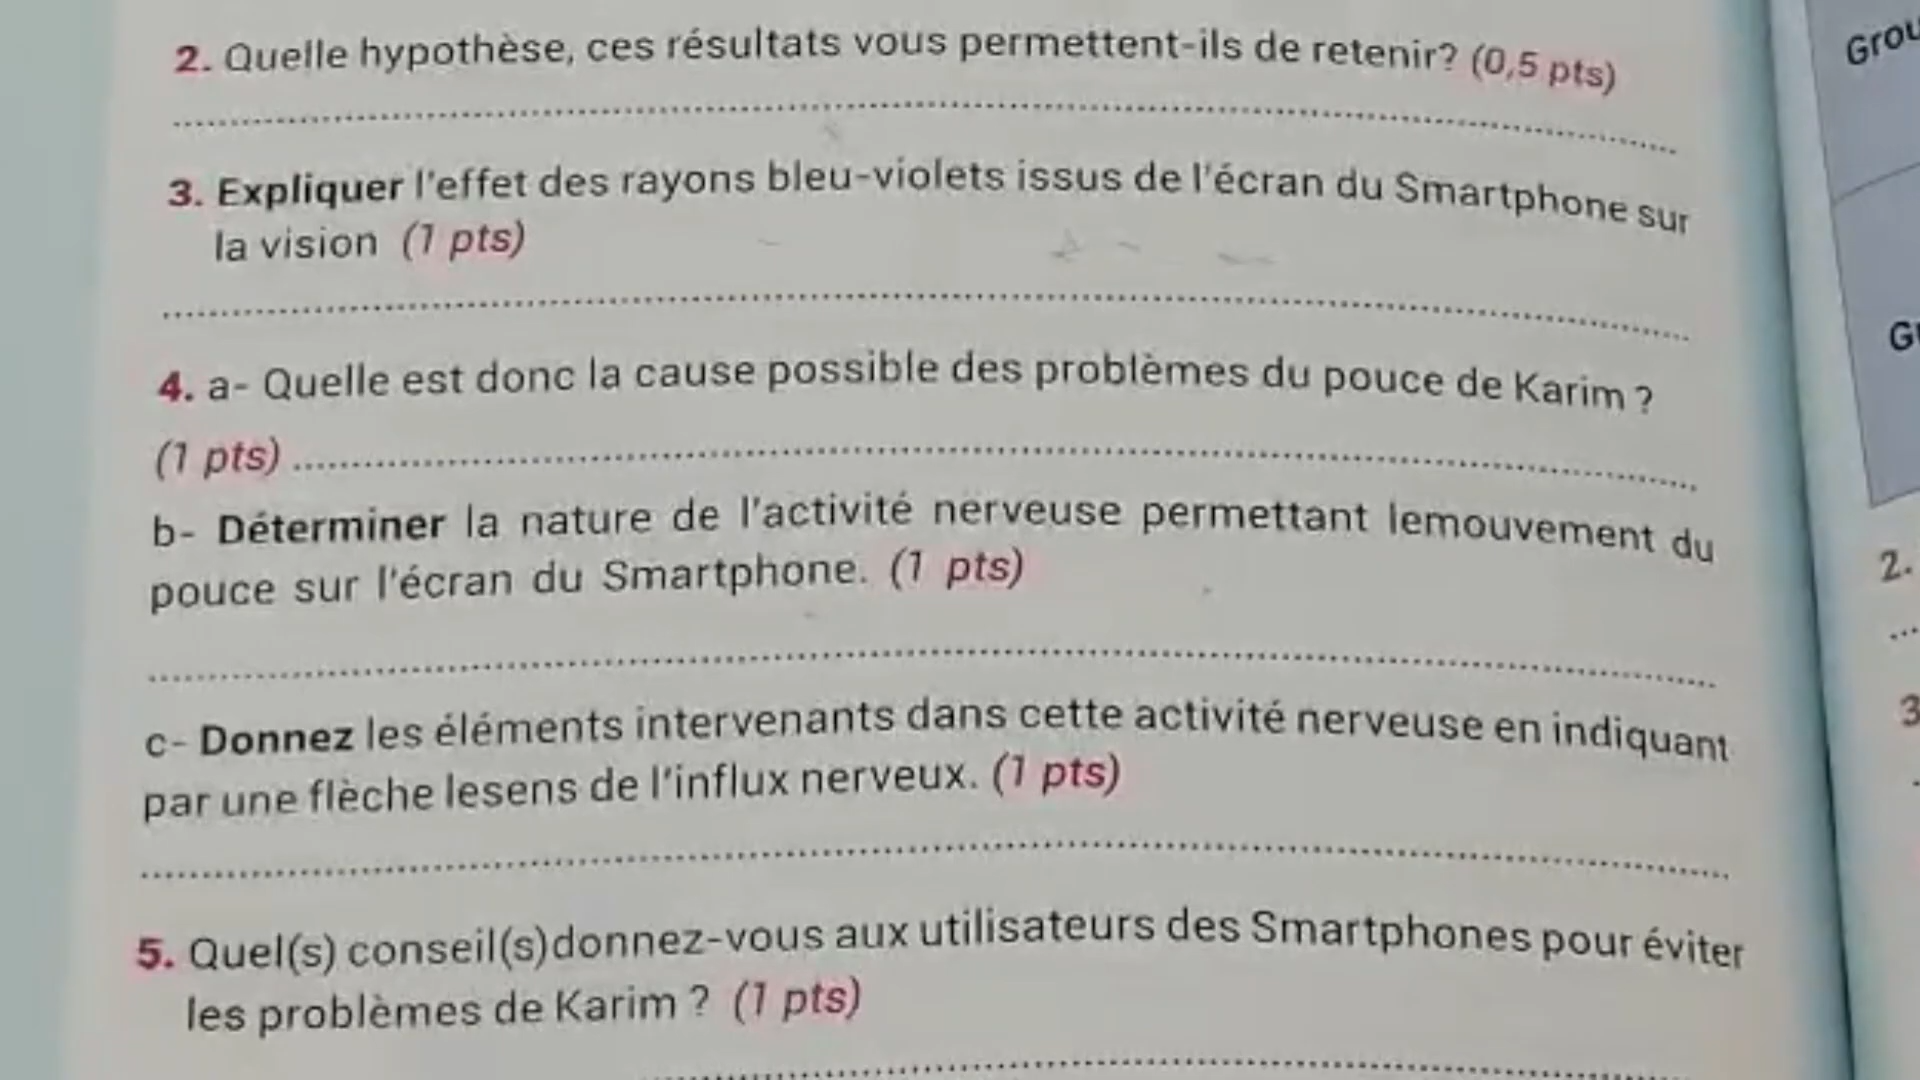 2. Quelle hypothèse, ces résultats vous permettent-ils de retenir? (0,5 pts)
3. Expliquer l'effet des rayons bleu-violets issus de l'écran du Smartphone sur
la vision (1 pts)
4. a- Quelle est donc la cause possible des problèmes du pouce de Karim ?
(1 pts)
b- Déterminer la nature de l'activité nerveuse permettant lemouvement du
pouce sur l'écran du Smartphone. (1 pts)
c- Donnez les éléments intervenants dans cette activité nerveuse en indiquant
par une flèche lesens de l'influx nerveux. (1 pts)
5. Quel(s) conseil(s)donnez-vous aux utilisateurs des Smartphones pour éviter
les problèmes de Karim ? (1 pts)
2.
3